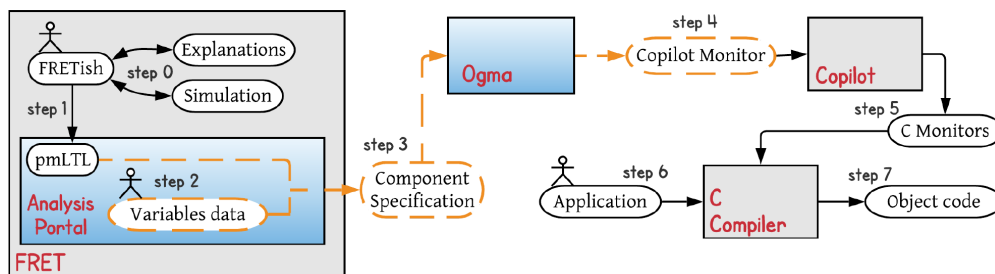 FRETish
step 0
Explanations
Simulation
step 1
pmLTL
step 2
Variables data
Analysis
Portal
FRET
step 3
Component
Specification
Ogma
step 4
Copilot Monitor
Copilot
step 5
C Monitors
step 6
Application
C
Compiler
step 7
Object code